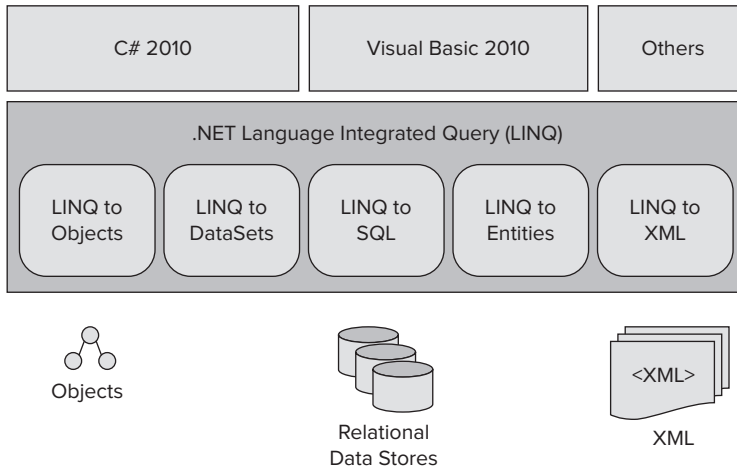 C# 2010
Visual Basic 2010
Others
.NET Language Integrated Query (LINQ)
LINQ to
Objects
LINQ to
DataSets
LINQ to
SQL
LINQ to
Entities
LINQ to
XML
Objects
Relational
Data Stores
<XML>
XML